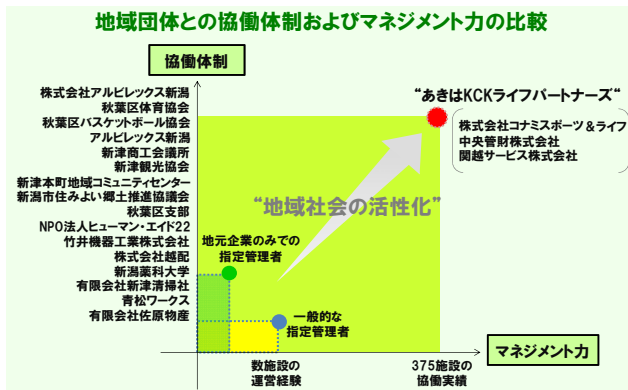 地域団体との協働体制およびマネジメント力の比較
協働体制
株式会社アルビレックス新潟
秋葉区体育協会
秋葉区バスケットボール協会
アルビレックス新潟
新津商工会議所
新津観光協会
新津本町地域コミュニティセンター
新潟市住みよい郷土推進協議会
秋葉区支部
NPO法人ヒューマン・エイド22
竹井機器工業株式会社
株式会社越配
新潟薬科大学
有限会社新津清掃社
青松ワークス
有限会社佐原物産
“あきはKCKライフパートナーズ“
株式会社コナミスポーツ&ライフ
中央管財株式会社
関越サービス株式会社
“地域社会の活性化”
地元企業のみでの
指定管理者
一般的な
指定管理者
マネジメント力
数施設の
運営経験
375施設の
協働実績